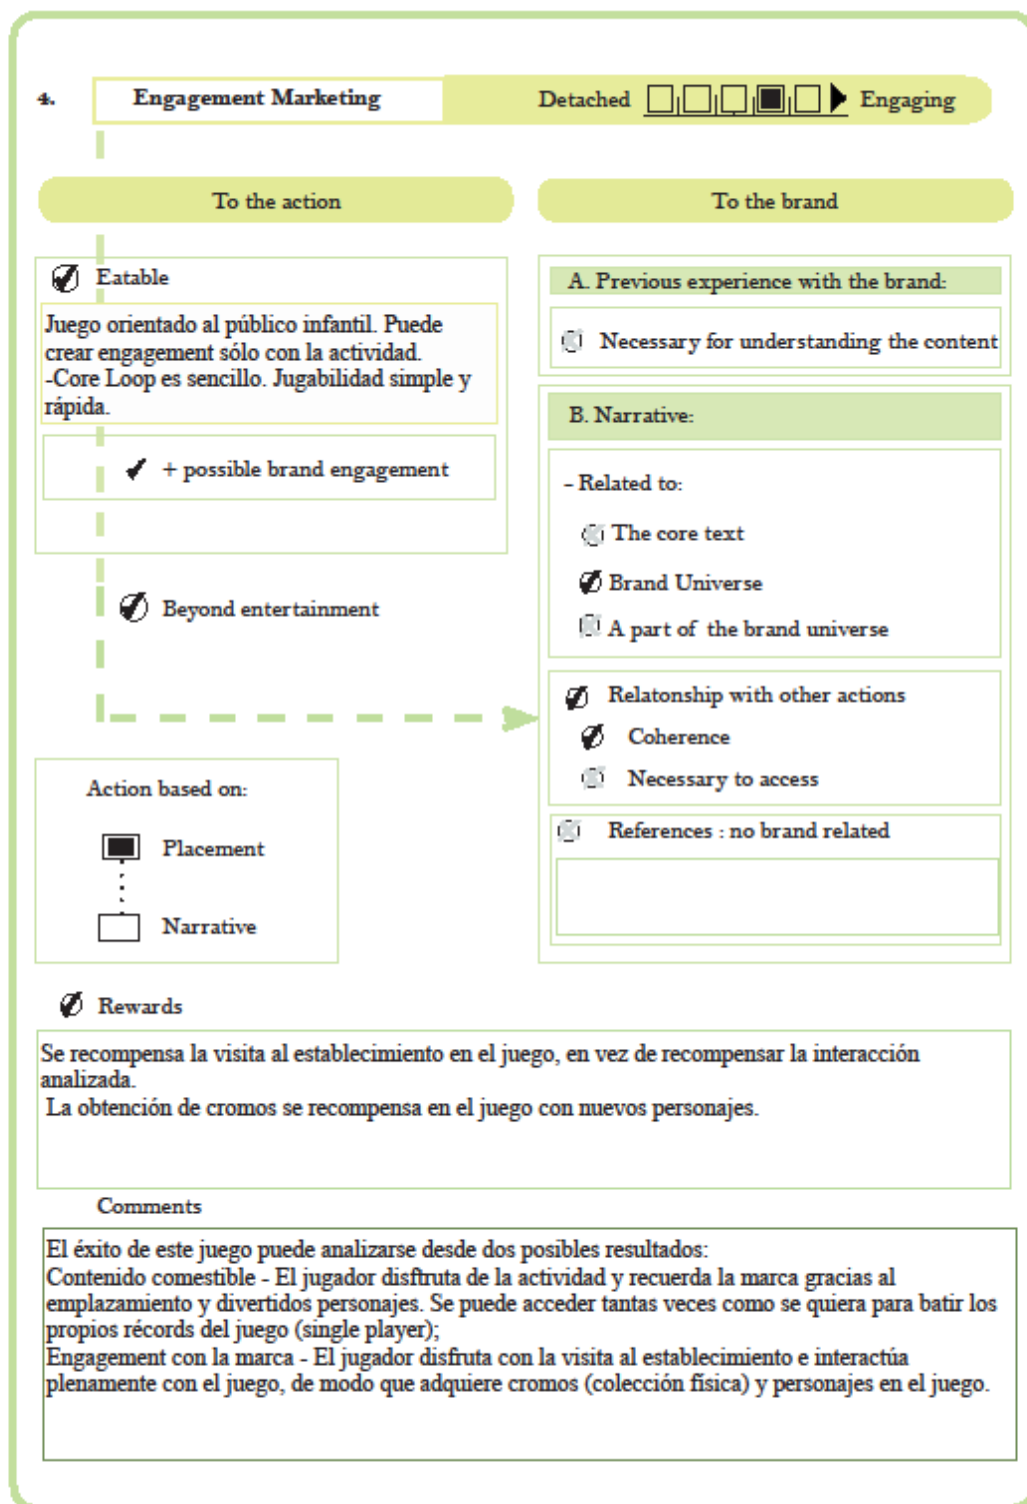 4. Engagement Marketing Detached Engaging
To the action
To the brand
Eatable
Juego orientado al público infantil. Puede
crear engagement sólo con la actividad.
-Core Loop es sencillo. Jugabilidad simple y
rápida.
+ possible brand engagement
Beyond entertainment
A. Previous experience with the brand:
Necessary for understanding the content
B. Narrative:
- Related to:
The core text
Brand Universe
A part of the brand universe
Relatonship with other actions
Coherence
Necessary to access
References : no brand related
Action based on:
Placement
Narrative
Rewards
Se recompensa la visita al establecimiento en el juego, en vez de recompensar la interacción
analizada.
La obtención de cromos se recompensa en el juego con nuevos personajes.
Comments
El éxito de este juego puede analizarse desde dos posibles resultados:
Contenido comestible - El jugador disftruta de la actividad y recuerda la marca gracias al
emplazamiento y divertidos personajes. Se puede acceder tantas veces como se quiera para batir los
propios récords del juego (single player);
Engagement con la marca - El jugador disfruta con la visita al establecimiento e interactúa
plenamente con el juego, de modo que adquiere cromos (colección física) y personajes en el juego.